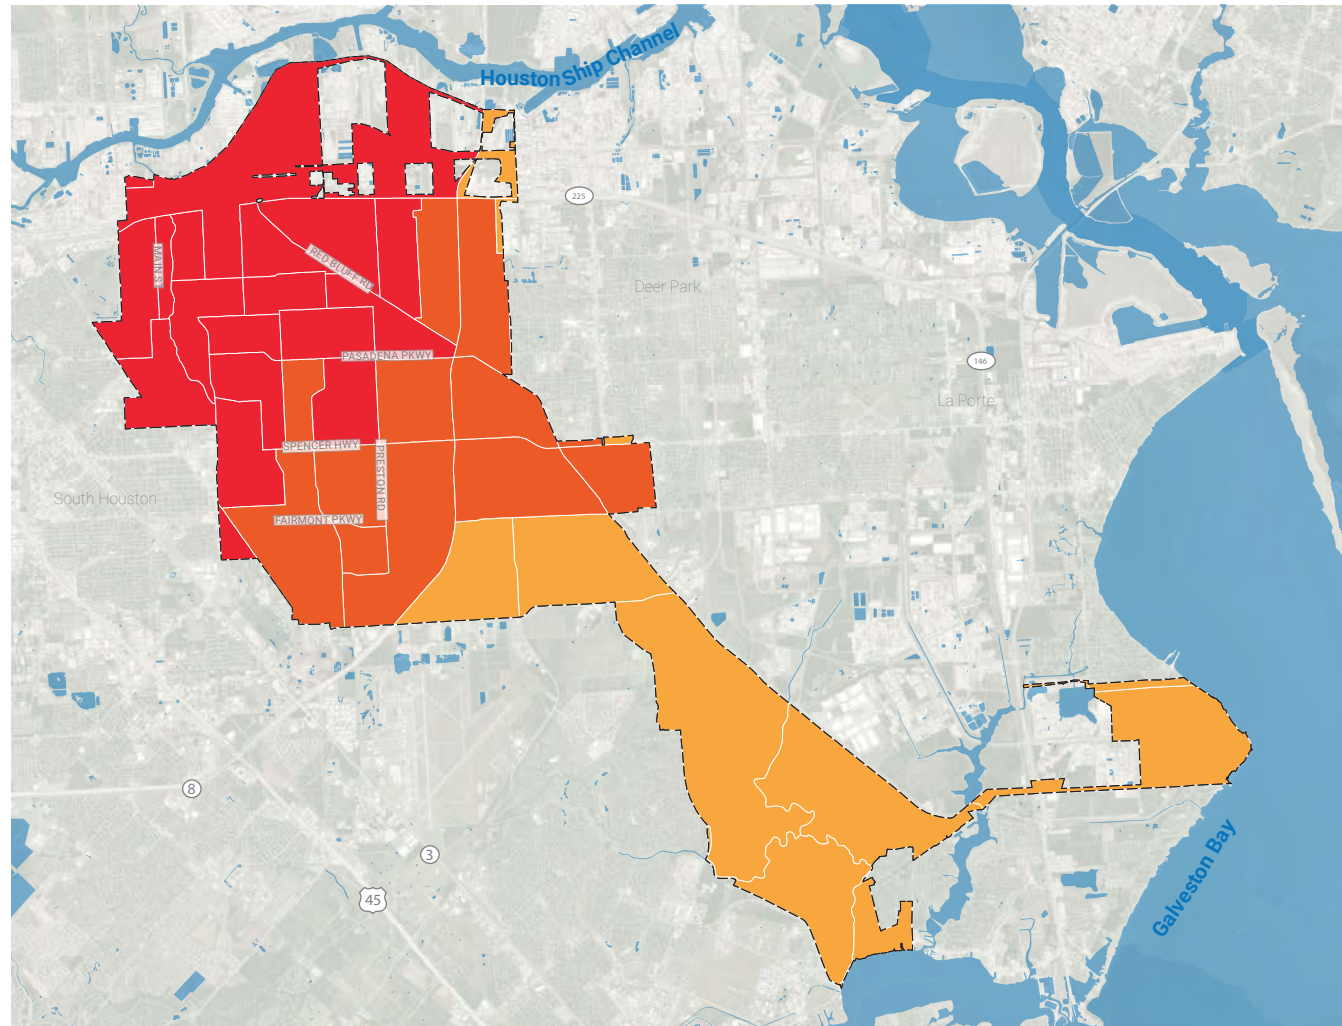 Houston Ship Channel
225
MAIN ST
RED BLUFF RD
Deer Park
PASADENA PKWY
146
La Porte
SPENCER HWY
PRESTON RD
South Houston
FAIRMONT PKWY
8
3
45
Galveston Bay